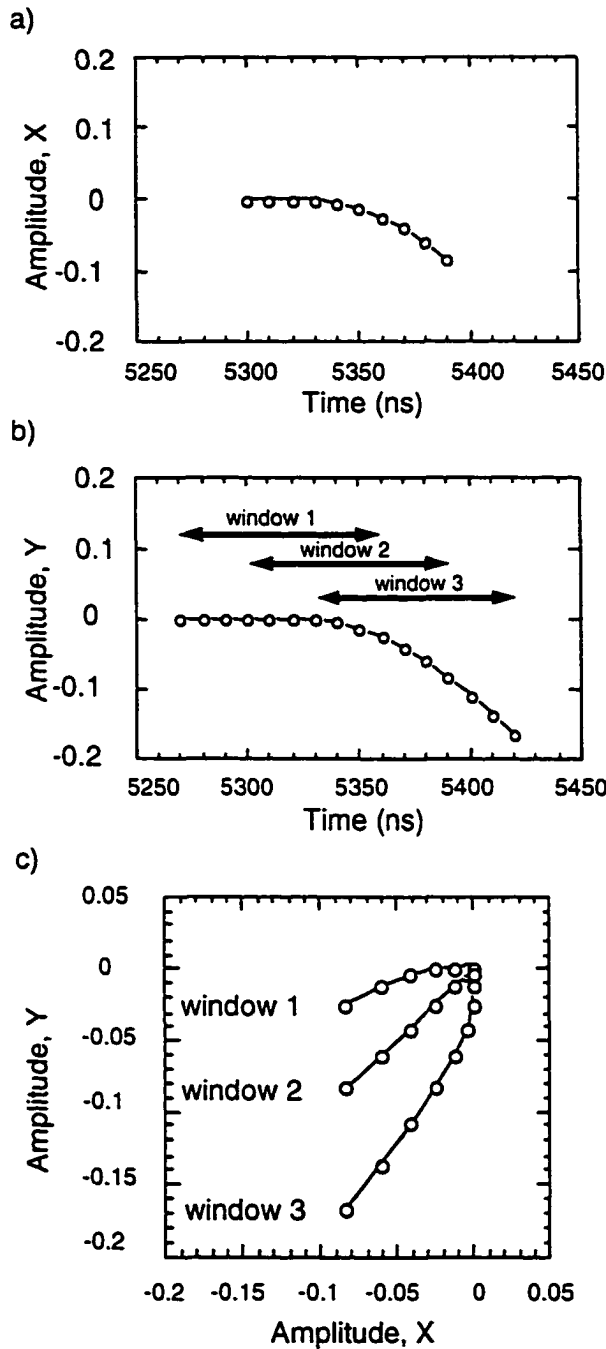 a)
0.2
0.1
0
-0.1
-0.2
Amplitude, X
5250 5300 5350 5400 5450
Time (ns)
b)
0.2
0.1
0
-0.1
-0.2
Amplitude, Y
window 1
window 2
window 3
5250 5300 5350 5400 5450
Time (ns)
c)
0.05
0
-0.05
-0.1
-0.15
-0.2
Amplitude, Y
window 1
window 2
window 3
-0.2 -0.15 -0.1 -0.05 0 0.05
Amplitude, X